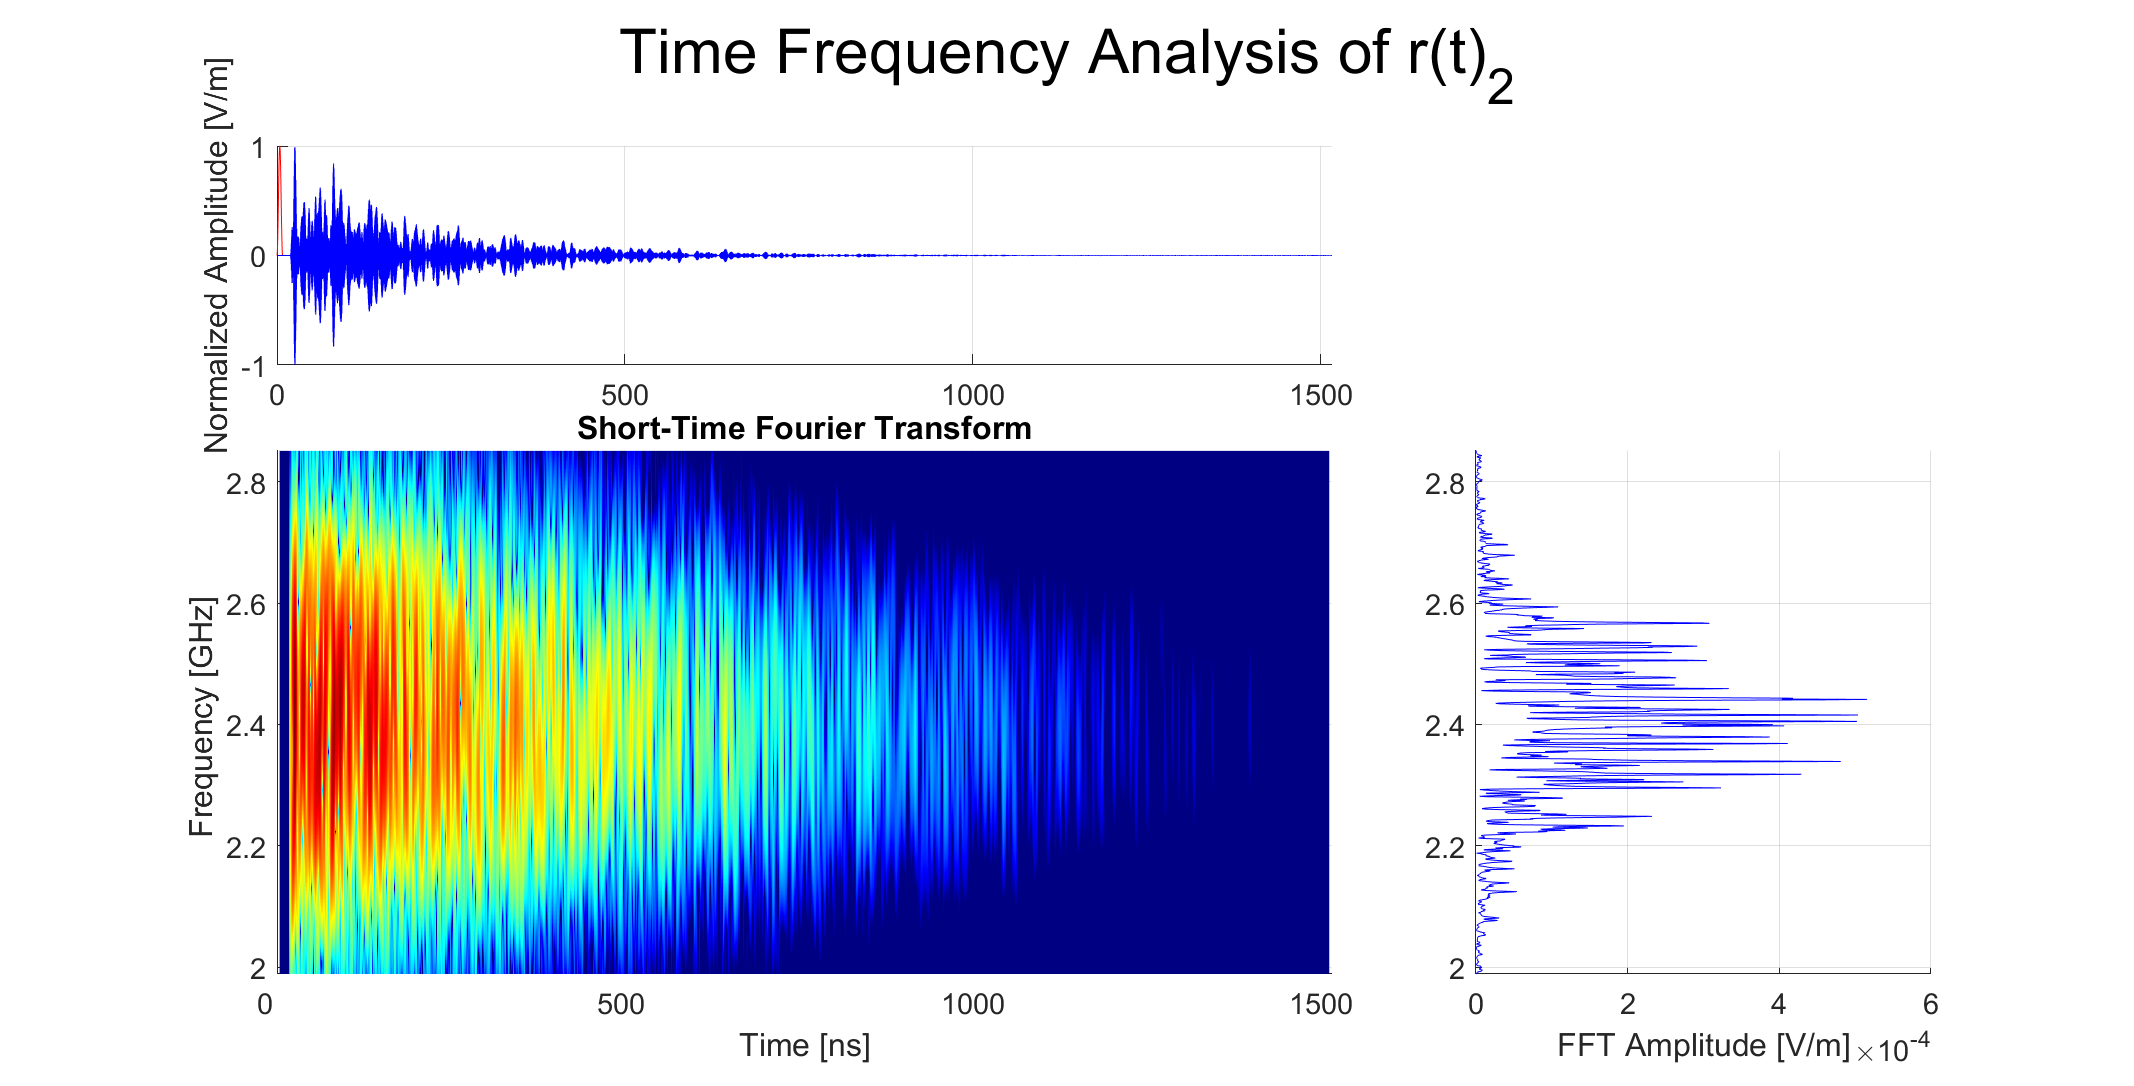 Time Frequency Analysis of r(t)₂
Normalized Amplitude [V/m]
1
0
-1
0 500 1000 1500
Short-Time Fourier Transform
Frequency [GHz]
2.8
2.6
2.4
2.2
2
0 500 1000 1500
Time [ns]
2.8
2.6
2.4
2.2
2
0 2 4 6
FFT Amplitude [V/m] ×10⁻⁴